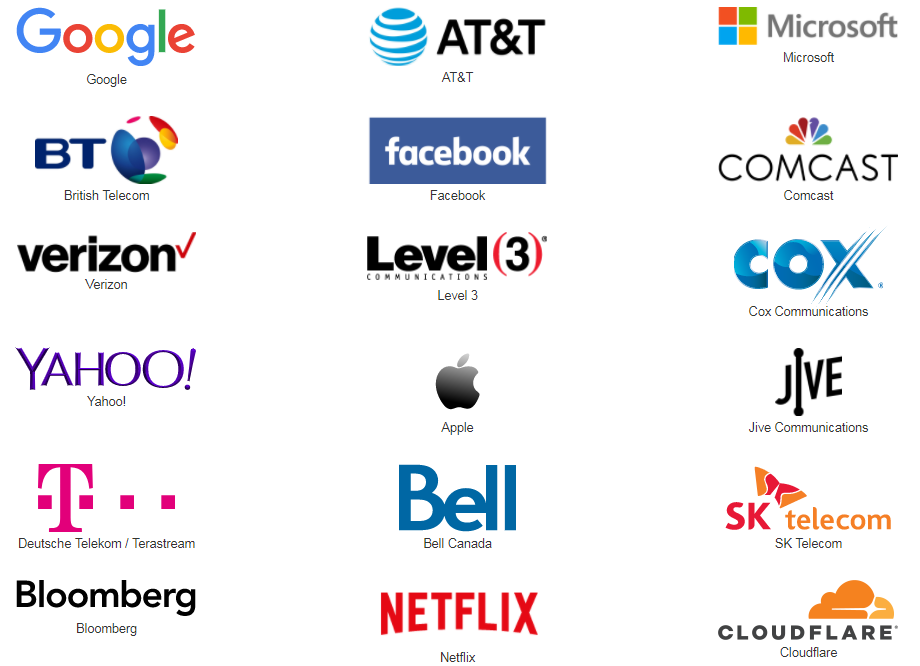 Google
Google
AT&T
AT&T
Microsoft
Microsoft
BT
British Telecom
facebook
Facebook
COMCAST
Comcast
verizon
Verizon
Level(3)®
COMMUNICATIONS
Level 3
COX®
Cox Communications
YAHOO!
Yahoo!
Apple
JIVE
Jive Communications
T
Deutsche Telekom / Terastream
Bell
Bell Canada
SK telecom
SK Telecom
Bloomberg
Bloomberg
NETFLIX
Netflix
CLOUDFLARE®
Cloudflare